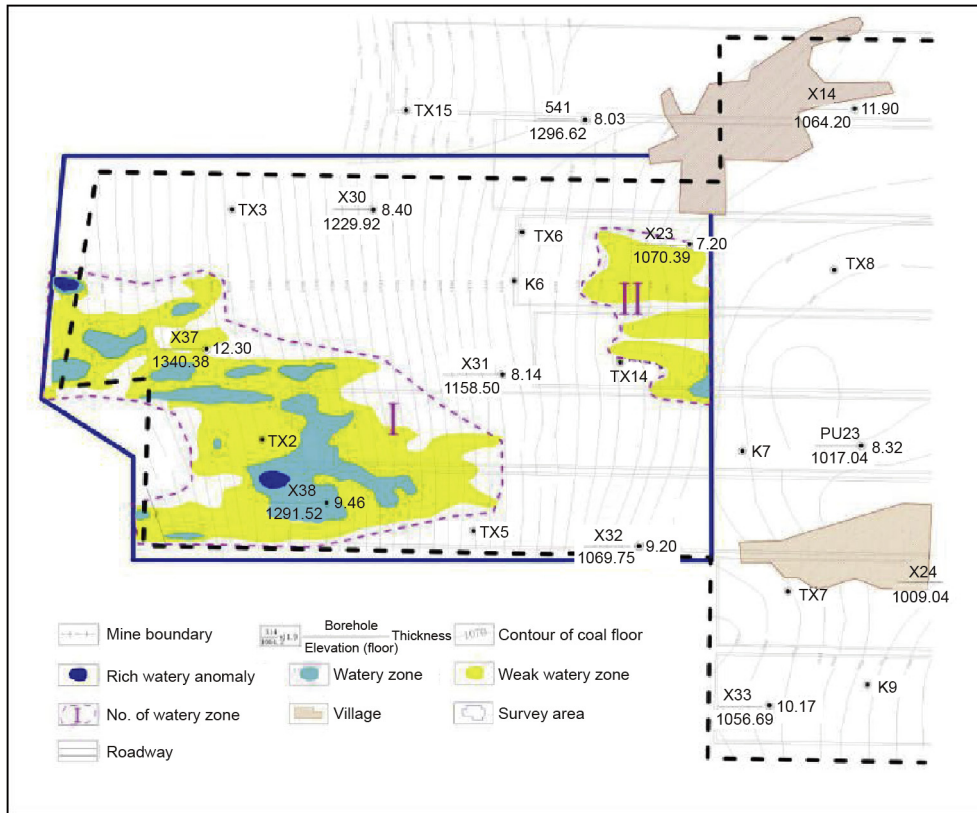 X14
TX15
541
11.90
8.03
1296.62
1064.20
X30
TX3
8.40
1229.92
TX6
X23
7.20
1070.39
TX8
K6
II
X37
12.30
1340.38
X31
TX14
8.14
1158.50
I
TX2
PU23
8.32
K7
1017.04
X38
9.46
1291.52
TX5
X32
9.20
1069.75
X24
TX7
1009.04
K9
X33
10.17
1056.69
Mine boundary
Borehole
Elevation (floor)
Thickness
Contour of coal floor
Rich watery anomaly
Watery zone
Weak watery zone
I
No. of watery zone
Village
Survey area
Roadway